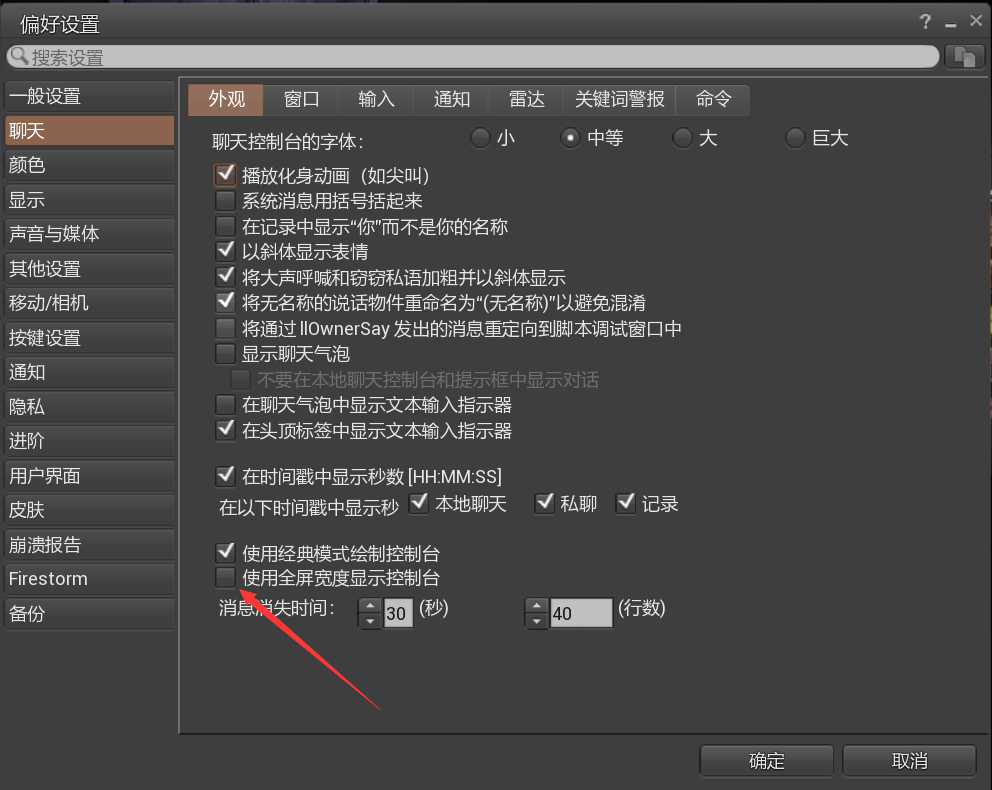 偏好设置
搜索设置
一般设置
聊天
颜色
显示
声音与媒体
其他设置
移动/相机
按键设置
通知
隐私
进阶
用户界面
皮肤
崩溃报告
Firestorm
备份
外观 窗口 输入 通知 雷达 关键词警报 命令
聊天控制台的字体: 小 中等 大 巨大
播放化身动画（如尖叫)
系统消息用括号括起来
在记录中显示“你”而不是你的名称
以斜体显示表情
将大声呼喊和窃窃私语加粗并以斜体显示
将无名称的说话物件重命名为“(无名称)”以避免混淆
将通过 llOwnerSay 发出的消息重定向到脚本调试窗口中
显示聊天气泡
不要在本地聊天控制台和提示框中显示对话
在聊天气泡中显示文本输入指示器
在头顶标签中显示文本输入指示器
在时间戳中显示秒数 [HH:MM:SS]
在以下时间戳中显示秒 本地聊天 私聊 记录
使用经典模式绘制控制台
使用全屏宽度显示控制台
消息消失时间: 30 (秒) 40 (行数)
确定 取消